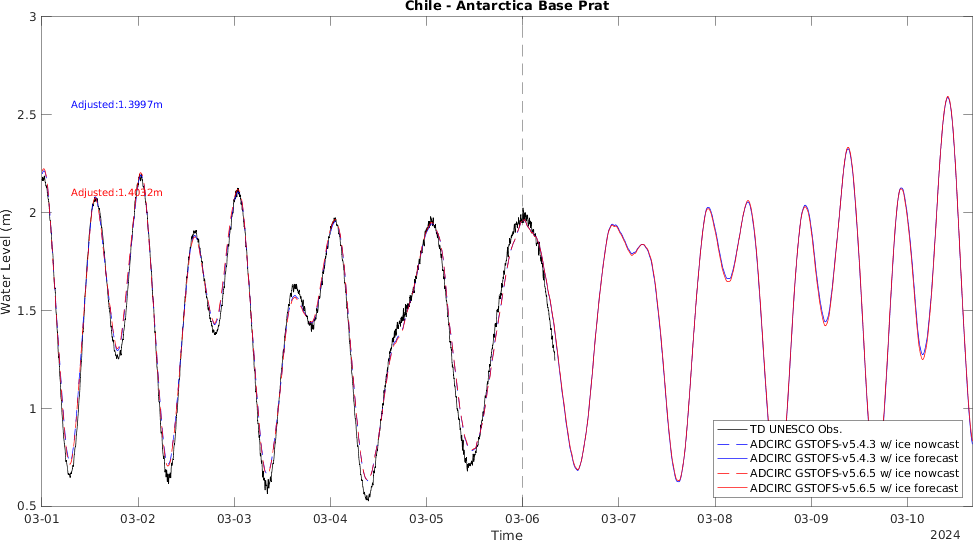 Chile - Antarctica Base Prat
3
2.5
2
1.5
1
0.5
Water Level (m)
Adjusted:1.3997m
Adjusted:1.4032m
TD UNESCO Obs.
ADCIRC GSTOFS-v5.4.3 w/ ice nowcast
ADCIRC GSTOFS-v5.4.3 w/ ice forecast
ADCIRC GSTOFS-v5.6.5 w/ ice nowcast
ADCIRC GSTOFS-v5.6.5 w/ ice forecast
03-01 03-02 03-03 03-04 03-05 03-06 03-07 03-08 03-09 03-10
Time
2024